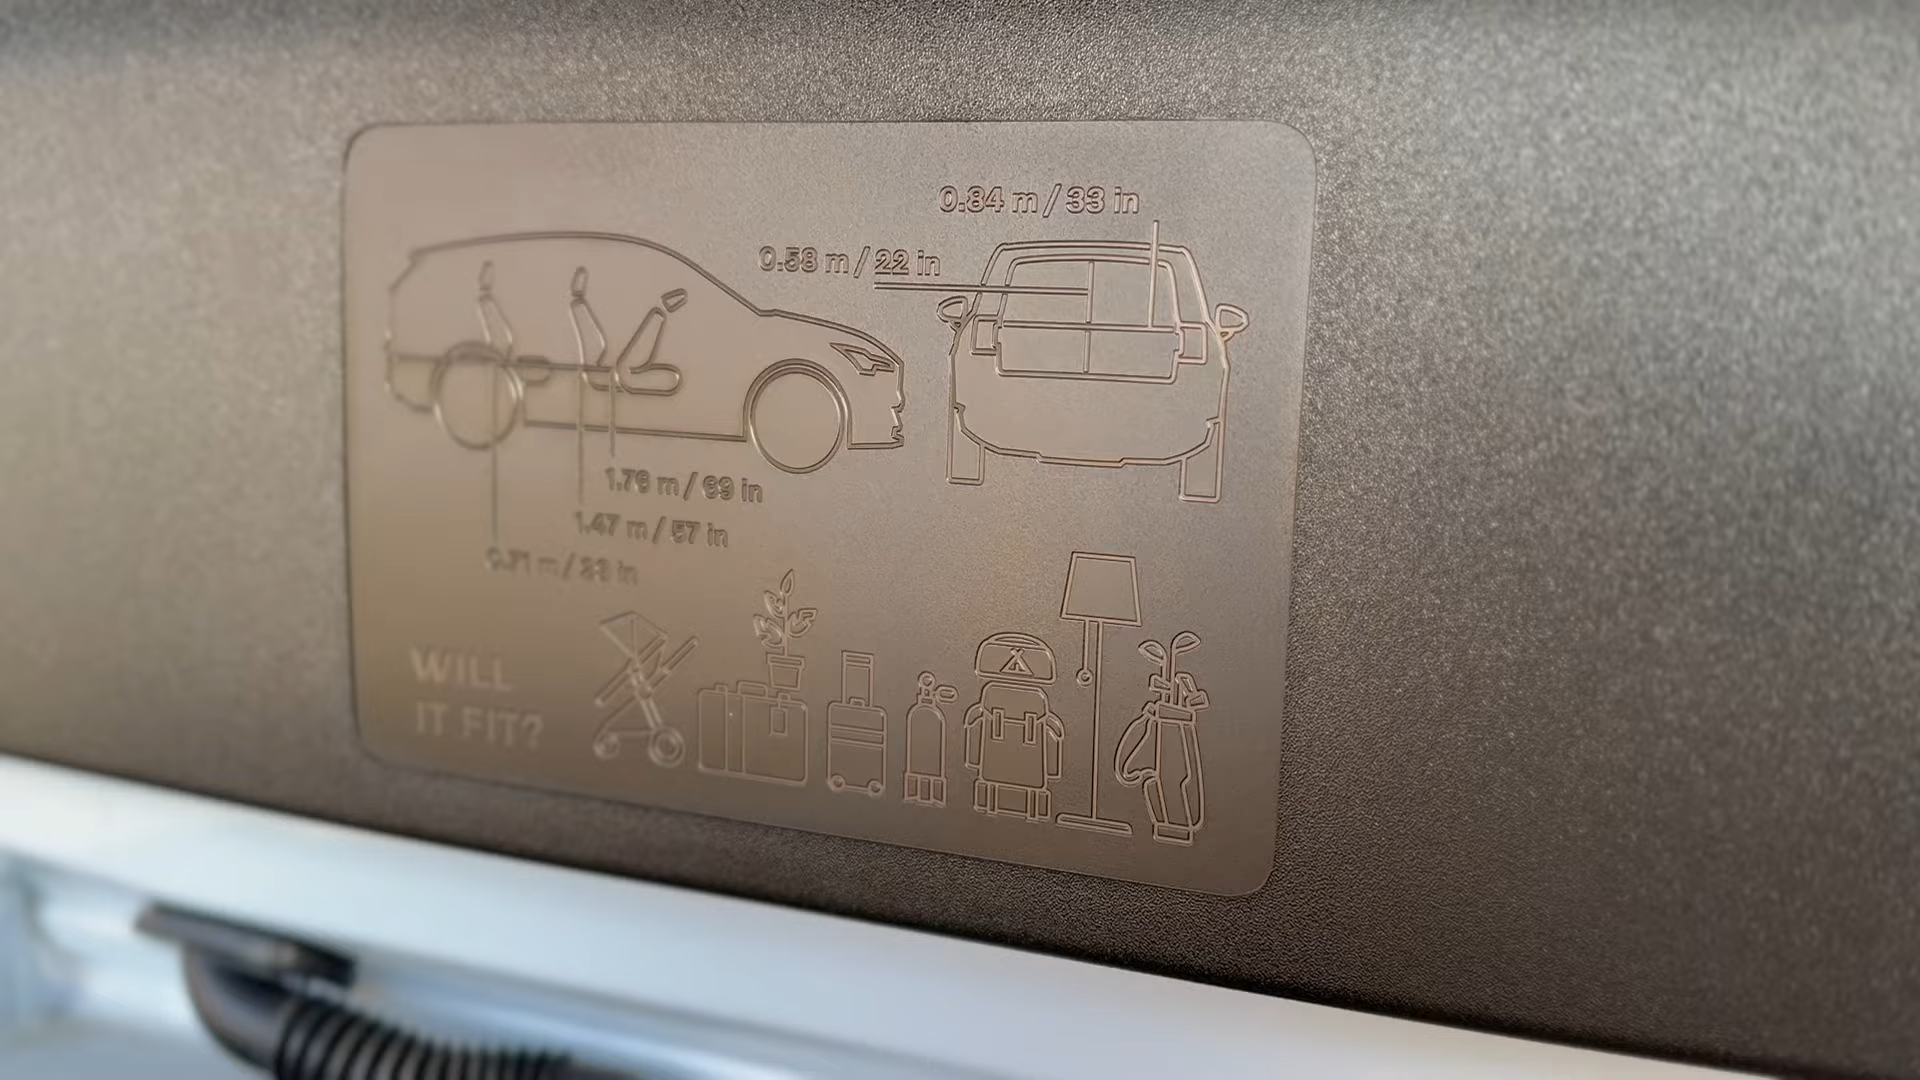 0.84 m / 33 in
0.58 m / 22 in
1.76 m / 69 in
1.47 m / 57 in
m / in
WILL
IT FIT?